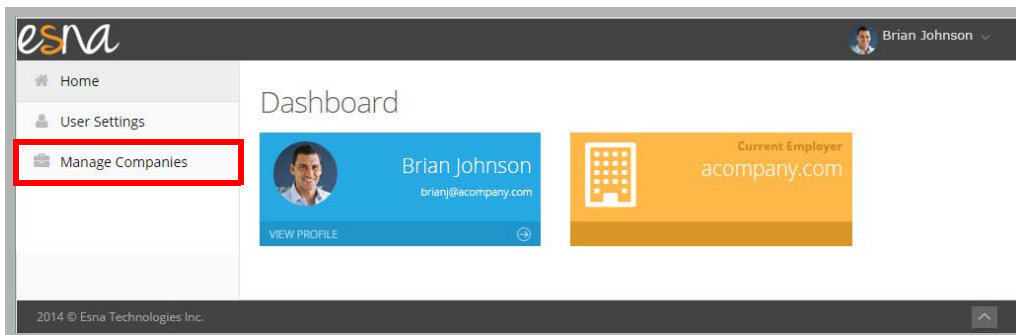 esna
Brian Johnson
Home
User Settings
Manage Companies
Dashboard
Brian Johnson
brianj@acompany.com
VIEW PROFILE
Current Employer
acompany.com
2014 © Esna Technologies Inc.